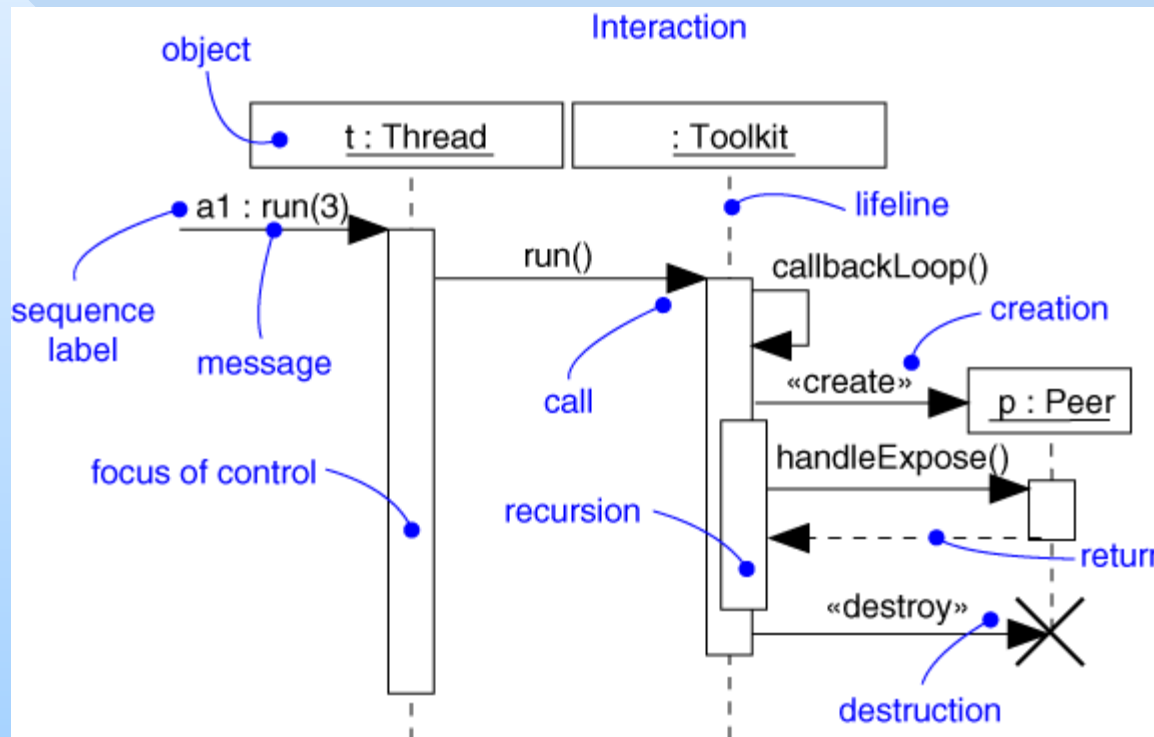 Interaction
object
t : Thread
: Toolkit
a1 : run(3)
lifeline
run()
callbackLoop()
sequence
label
message
creation
call
«create»
p : Peer
focus of control
handleExpose()
recursion
return
«destroy»
destruction